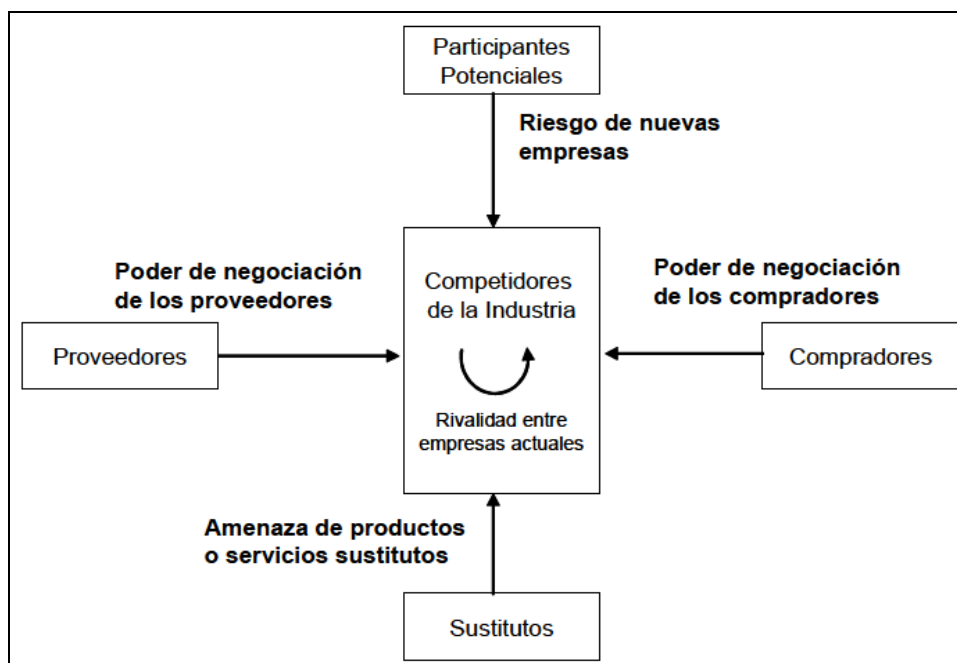 Participantes
Potenciales
Riesgo de nuevas
empresas
Poder de negociación
de los proveedores
Competidores
de la Industria
Poder de negociación
de los compradores
Proveedores
Compradores
Rivalidad entre
empresas actuales
Amenaza de productos
o servicios sustitutos
Sustitutos